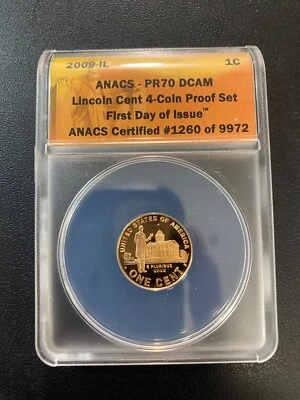 2009-IL 1C
ANACS - PR70 DCAM
Lincoln Cent 4-Coin Proof Set
First Day of Issue™
ANACS Certified #1260 of 9972
UNITED STATES OF AMERICA
E PLURIBUS
UNUM
ONE CENT